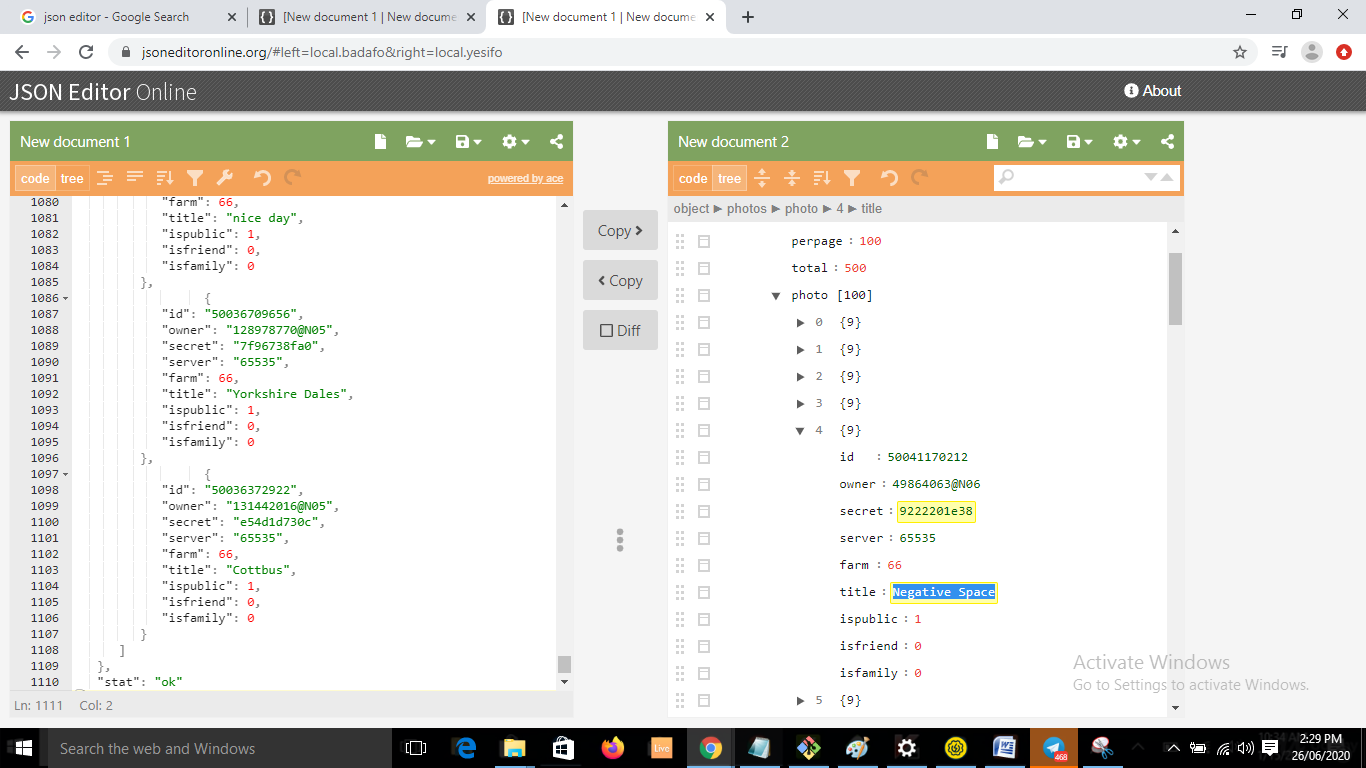 json editor - Google Search
[New document 1 | New docume
[New document 1 | New docume
jsoneditoronline.org/#left=local.badafo&right=local.yesifo
JSON Editor Online
About
New document 1
code tree
powered by ace
1080 "farm": 66,
1081 "title": "nice day",
1082 "ispublic": 1,
1083 "isfriend": 0,
1084 "isfamily": 0
1085 },
1086 {
1087 "id": "50036709656",
1088 "owner": "128978770@N05",
1089 "secret": "7f96738fa0",
1090 "server": "65535",
1091 "farm": 66,
1092 "title": "Yorkshire Dales",
1093 "ispublic": 1,
1094 "isfriend": 0,
1095 "isfamily": 0
1096 },
1097 {
1098 "id": "50036372922",
1099 "owner": "131442016@N05",
1100 "secret": "e54d1d730c",
1101 "server": "65535",
1102 "farm": 66,
1103 "title": "Cottbus",
1104 "ispublic": 1,
1105 "isfriend": 0,
1106 "isfamily": 0
1107 }
1108 ]
1109 },
1110 "stat": "ok"
Ln: 1111 Col: 2
Copy
Copy
Diff
New document 2
code tree
object ▶ photos ▶ photo ▶ 4 ▶ title
perpage : 100
total : 500
photo [100]
0 {9}
1 {9}
2 {9}
3 {9}
4 {9}
id : 50041170212
owner : 49864063@N06
secret : 9222201e38
server : 65535
farm : 66
title : Negative Space
ispublic : 1
isfriend : 0
isfamily : 0
5 {9}
Activate Windows
Go to Settings to activate Windows.
Search the web and Windows
Live
468
2:29 PM
26/06/2020